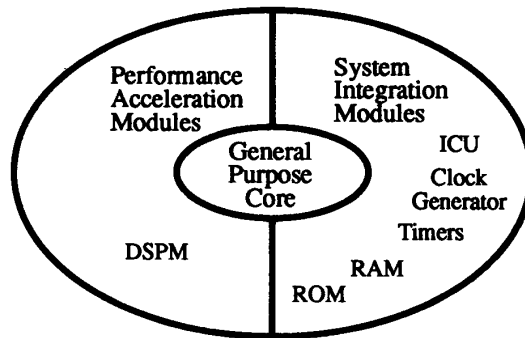 Performance
Acceleration
Modules
System
Integration
Modules
General
Purpose
Core
ICU
Clock
Generator
Timers
DSPM
RAM
ROM